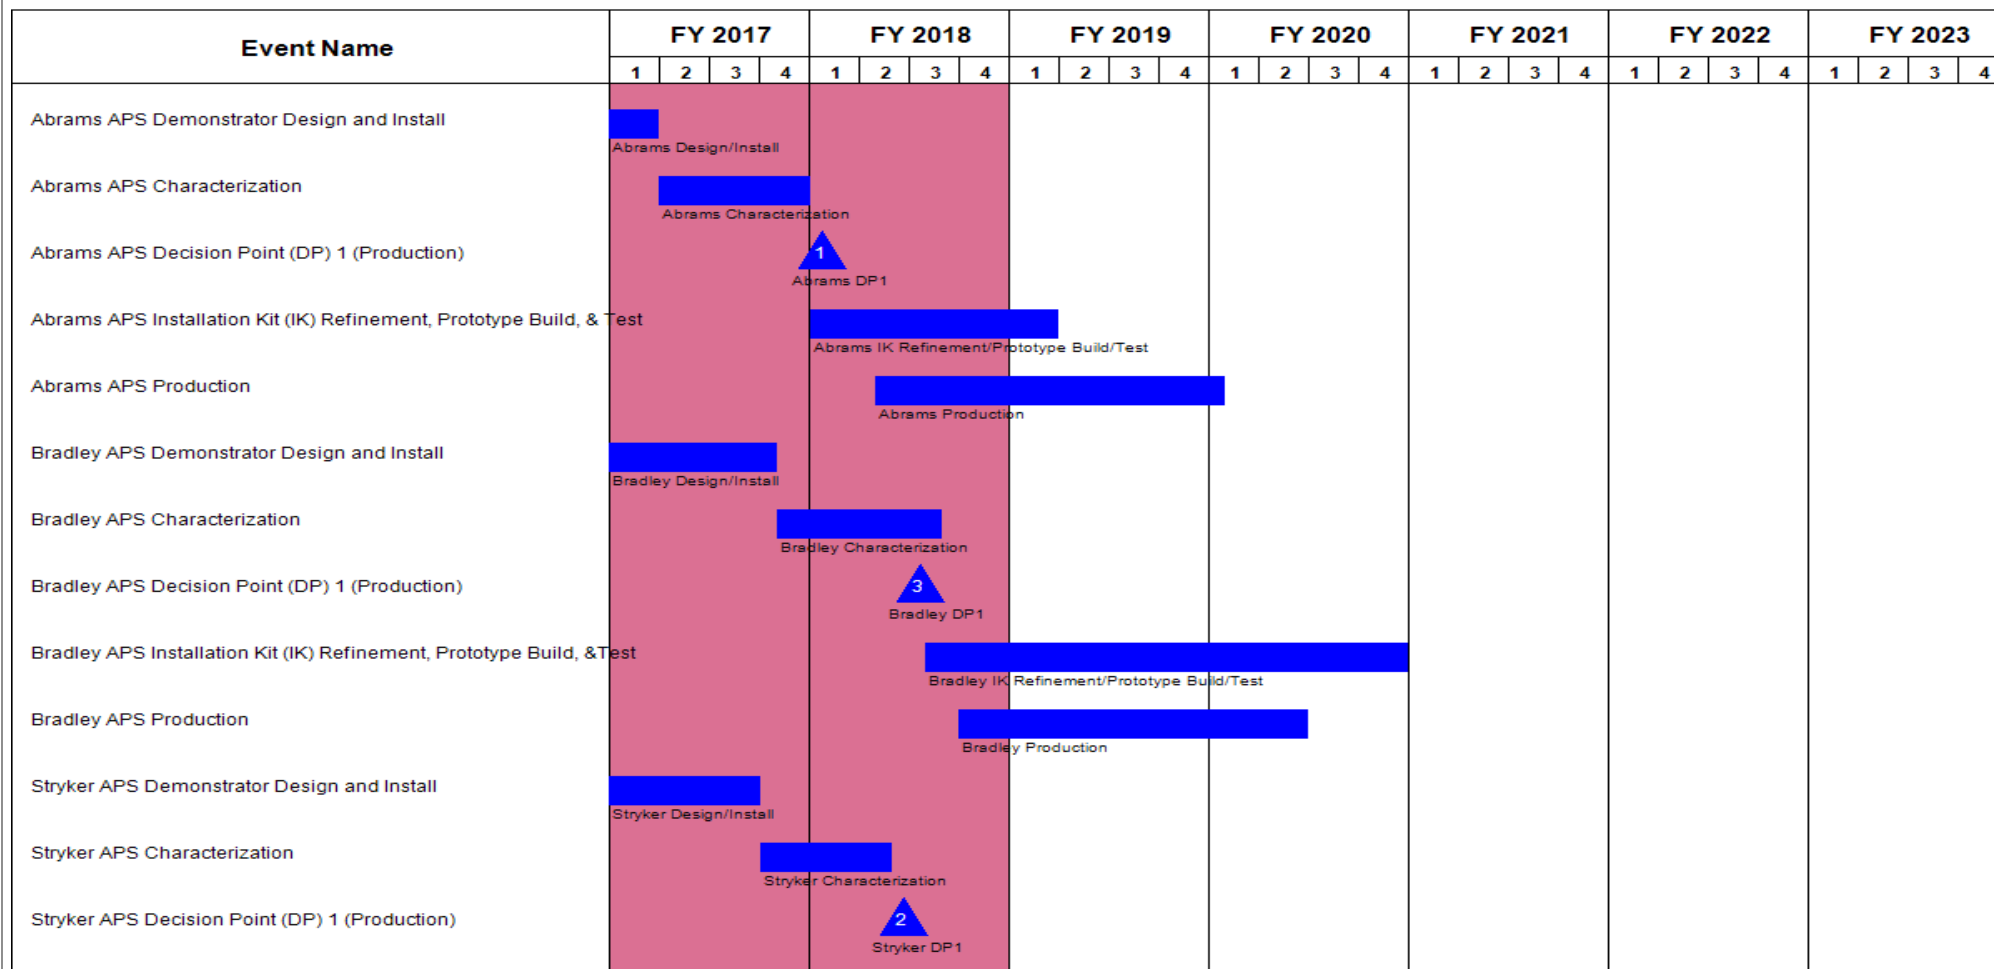 Event Name FY 2017 FY 2018 FY 2019 FY 2020 FY 2021 FY 2022 FY 2023
1 2 3 4 1 2 3 4 1 2 3 4 1 2 3 4 1 2 3 4 1 2 3 4 1 2 3 4
Abrams APS Demonstrator Design and Install
Abrams Design/Install
Abrams APS Characterization
Abrams Characterization
Abrams APS Decision Point (DP) 1 (Production)
1
Abrams DP1
Abrams APS Installation Kit (IK) Refinement, Prototype Build, & Test
Abrams IK Refinement/Prototype Build/Test
Abrams APS Production
Abrams Production
Bradley APS Demonstrator Design and Install
Bradley Design/Install
Bradley APS Characterization
Bradley Characterization
Bradley APS Decision Point (DP) 1 (Production)
3
Bradley DP1
Bradley APS Installation Kit (IK) Refinement, Prototype Build, &Test
Bradley IK Refinement/Prototype Build/Test
Bradley APS Production
Bradley Production
Stryker APS Demonstrator Design and Install
Stryker Design/Install
Stryker APS Characterization
Stryker Characterization
Stryker APS Decision Point (DP) 1 (Production)
2
Stryker DP1